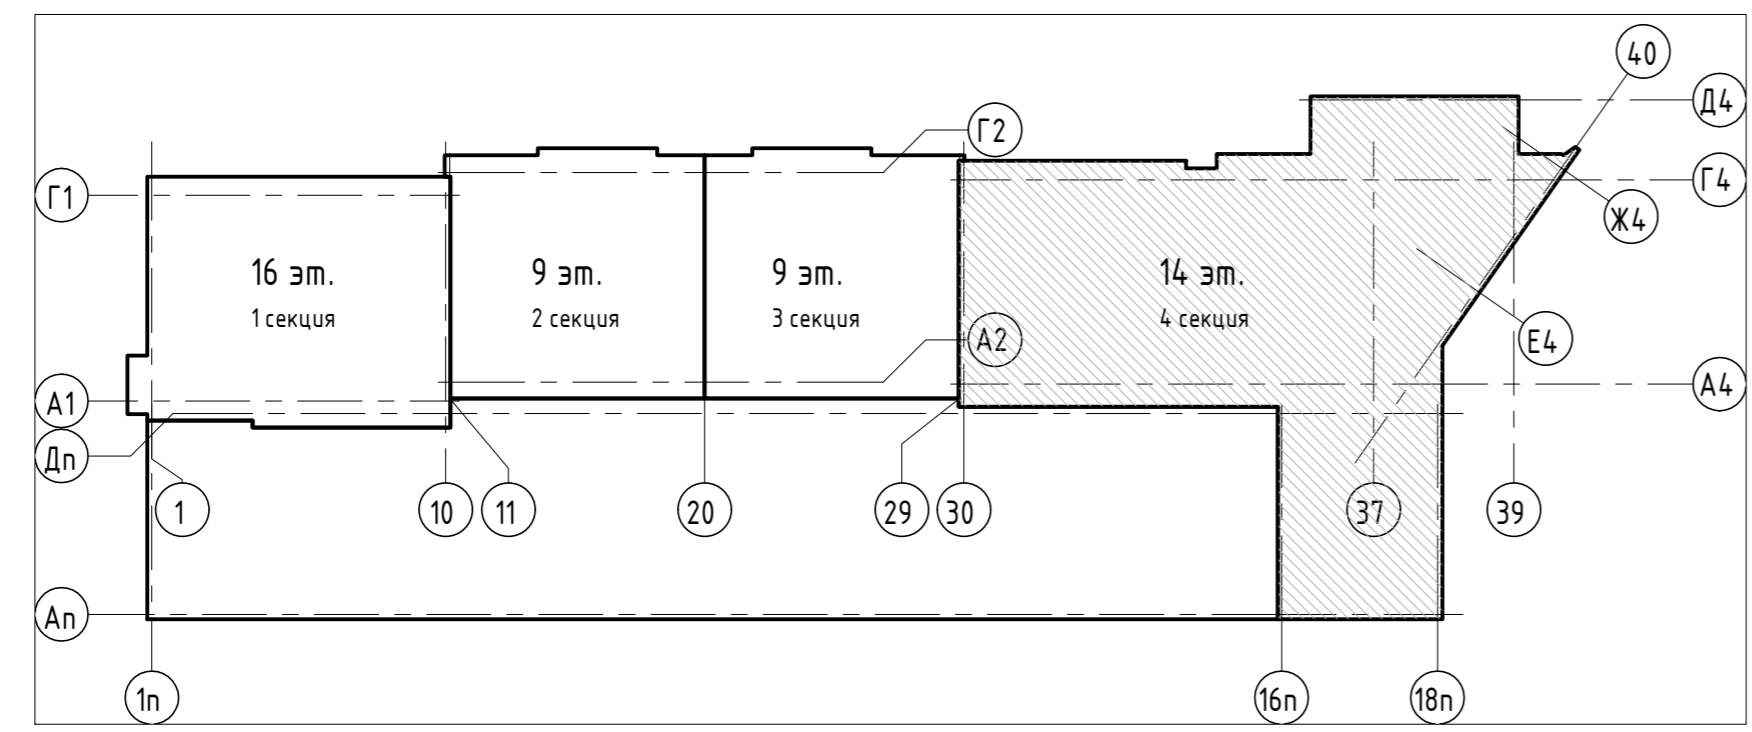 40
Д4
Г2
Г4
Г1
Ж4
16 эт.
9 эт.
9 эт.
14 эт.
1 секция
2 секция
3 секция
4 секция
А2
Е4
А4
А1
Дп
1
10
11
20
29
30
37
39
Ап
1п
16п
18п